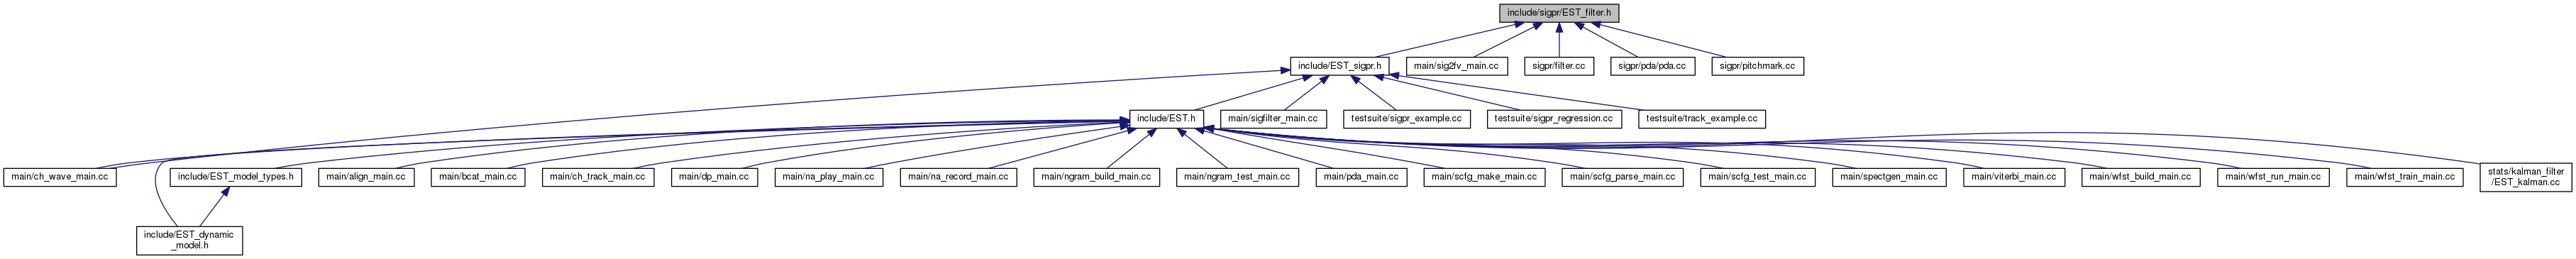 include/sigpr/EST_filter.h
include/EST_sigpr.h
main/sig2fv_main.cc
sigpr/filter.cc
sigpr/pda/pda.cc
sigpr/pitchmark.cc
include/EST.h
main/sigfilter_main.cc
testsuite/sigpr_example.cc
testsuite/sigpr_regression.cc
testsuite/track_example.cc
main/ch_wave_main.cc
include/EST_model_types.h
main/align_main.cc
main/bcat_main.cc
main/ch_track_main.cc
main/dp_main.cc
main/na_play_main.cc
main/na_record_main.cc
main/ngram_build_main.cc
main/ngram_test_main.cc
main/pda_main.cc
main/scfg_make_main.cc
main/scfg_parse_main.cc
main/scfg_test_main.cc
main/spectgen_main.cc
main/viterbi_main.cc
main/wfst_build_main.cc
main/wfst_run_main.cc
main/wfst_train_main.cc
stats/kalman_filter
/EST_kalman.cc
include/EST_dynamic
_model.h